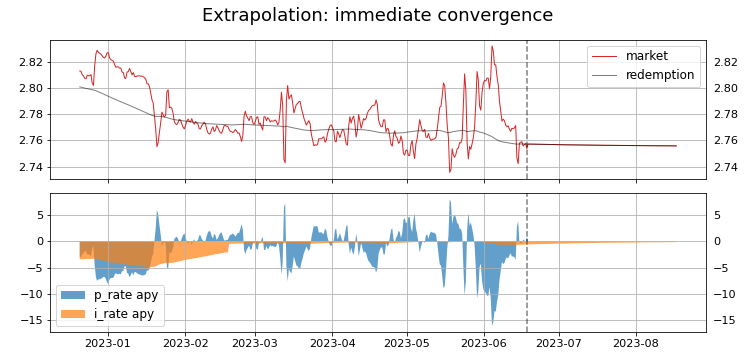 Extrapolation: immediate convergence
2.82 2.82
2.80 2.80
2.78 2.78
2.76 2.76
2.74 2.74
market
redemption
5 5
0 0
−5 −5
−10 −10
−15 −15
p_rate apy
i_rate apy
2023-01 2023-02 2023-03 2023-04 2023-05 2023-06 2023-07 2023-08